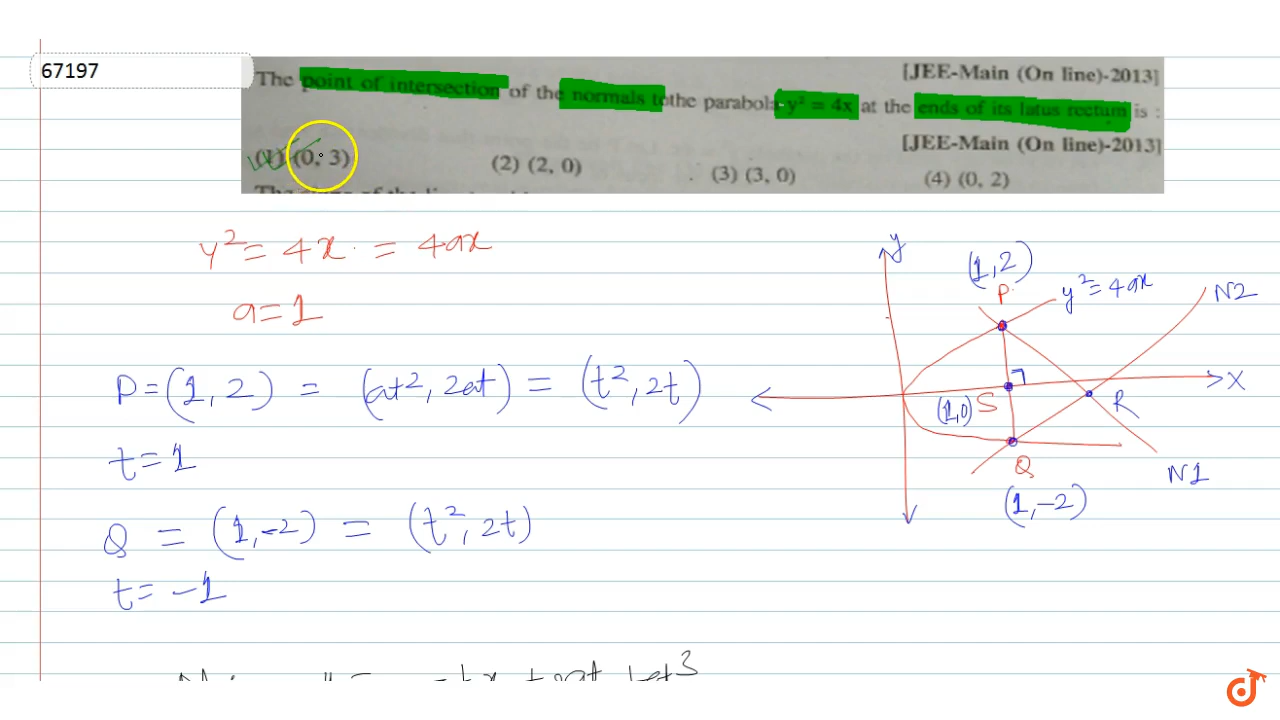 67197
[JEE-Main (On line)-2013]
The point of intersection of the normals tothe parabola y² = 4x at the ends of its latus rectum is :
[JEE-Main (On line)-2013]
(1) (0, 3)
(2) (2, 0)
(3) (3, 0)
(4) (0, 2)
y² = 4x = 4ax
a = 1
P = (1, 2) = (at², 2at) = (t², 2t)
t = 1
Q = (1, -2) = (t², 2t)
t = -1
y
(1, 2)
P
y² = 4ax
N2
X
(1,0) S
R
Q
N1
(1, -2)